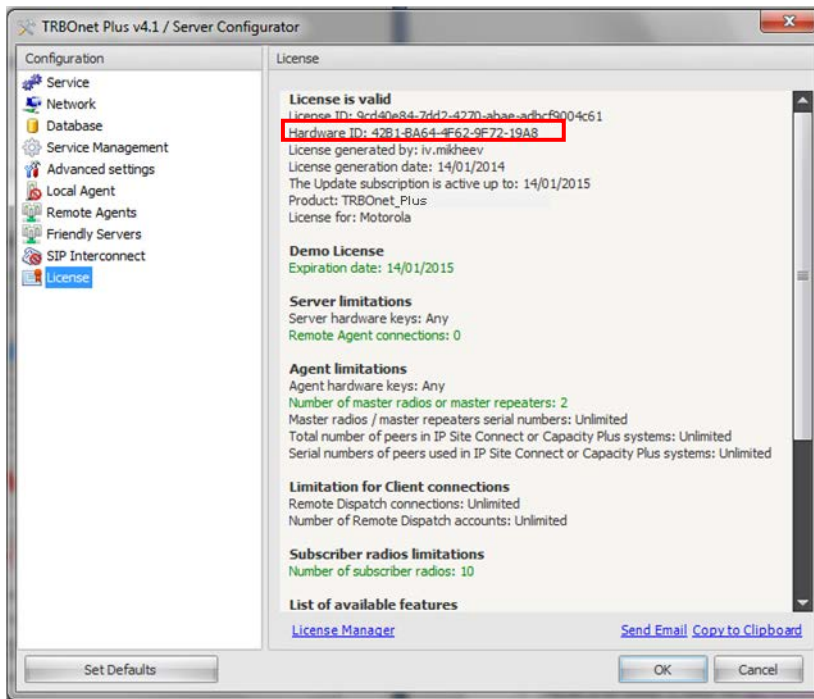 TRBOnet Plus v4.1 / Server Configurator
Configuration
Service
Network
Database
Service Management
Advanced settings
Local Agent
Remote Agents
Friendly Servers
SIP Interconnect
License
License
License is valid
License ID: 9cd40e84-7dd2-4270-abae-adbcf9004c61
Hardware ID: 42B1-BA64-4F62-9F72-19A8
License generated by: iv.mikheev
License generation date: 14/01/2014
The Update subscription is active up to: 14/01/2015
Product: TRBOnet_Plus
License for: Motorola
Demo License
Expiration date: 14/01/2015
Server limitations
Server hardware keys: Any
Remote Agent connections: 0
Agent limitations
Agent hardware keys: Any
Number of master radios or master repeaters: 2
Master radios / master repeaters serial numbers: Unlimited
Total number of peers in IP Site Connect or Capacity Plus systems: Unlimited
Serial numbers of peers used in IP Site Connect or Capacity Plus systems: Unlimited
Limitation for Client connections
Remote Dispatch connections: Unlimited
Number of Remote Dispatch accounts: Unlimited
Subscriber radios limitations
Number of subscriber radios: 10
List of available features
License Manager
Send Email Copy to Clipboard
Set Defaults
OK
Cancel